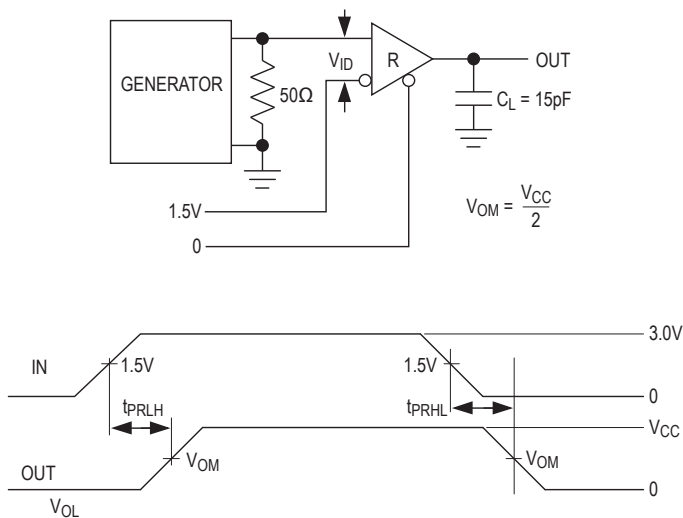 GENERATOR
50Ω
V_ID
R
OUT
C_L = 15pF
1.5V
0
V_OM = V_CC / 2
3.0V
IN
1.5V
1.5V
0
t_PRLH
t_PRHL
V_CC
OUT
V_OM
V_OM
0
V_OL